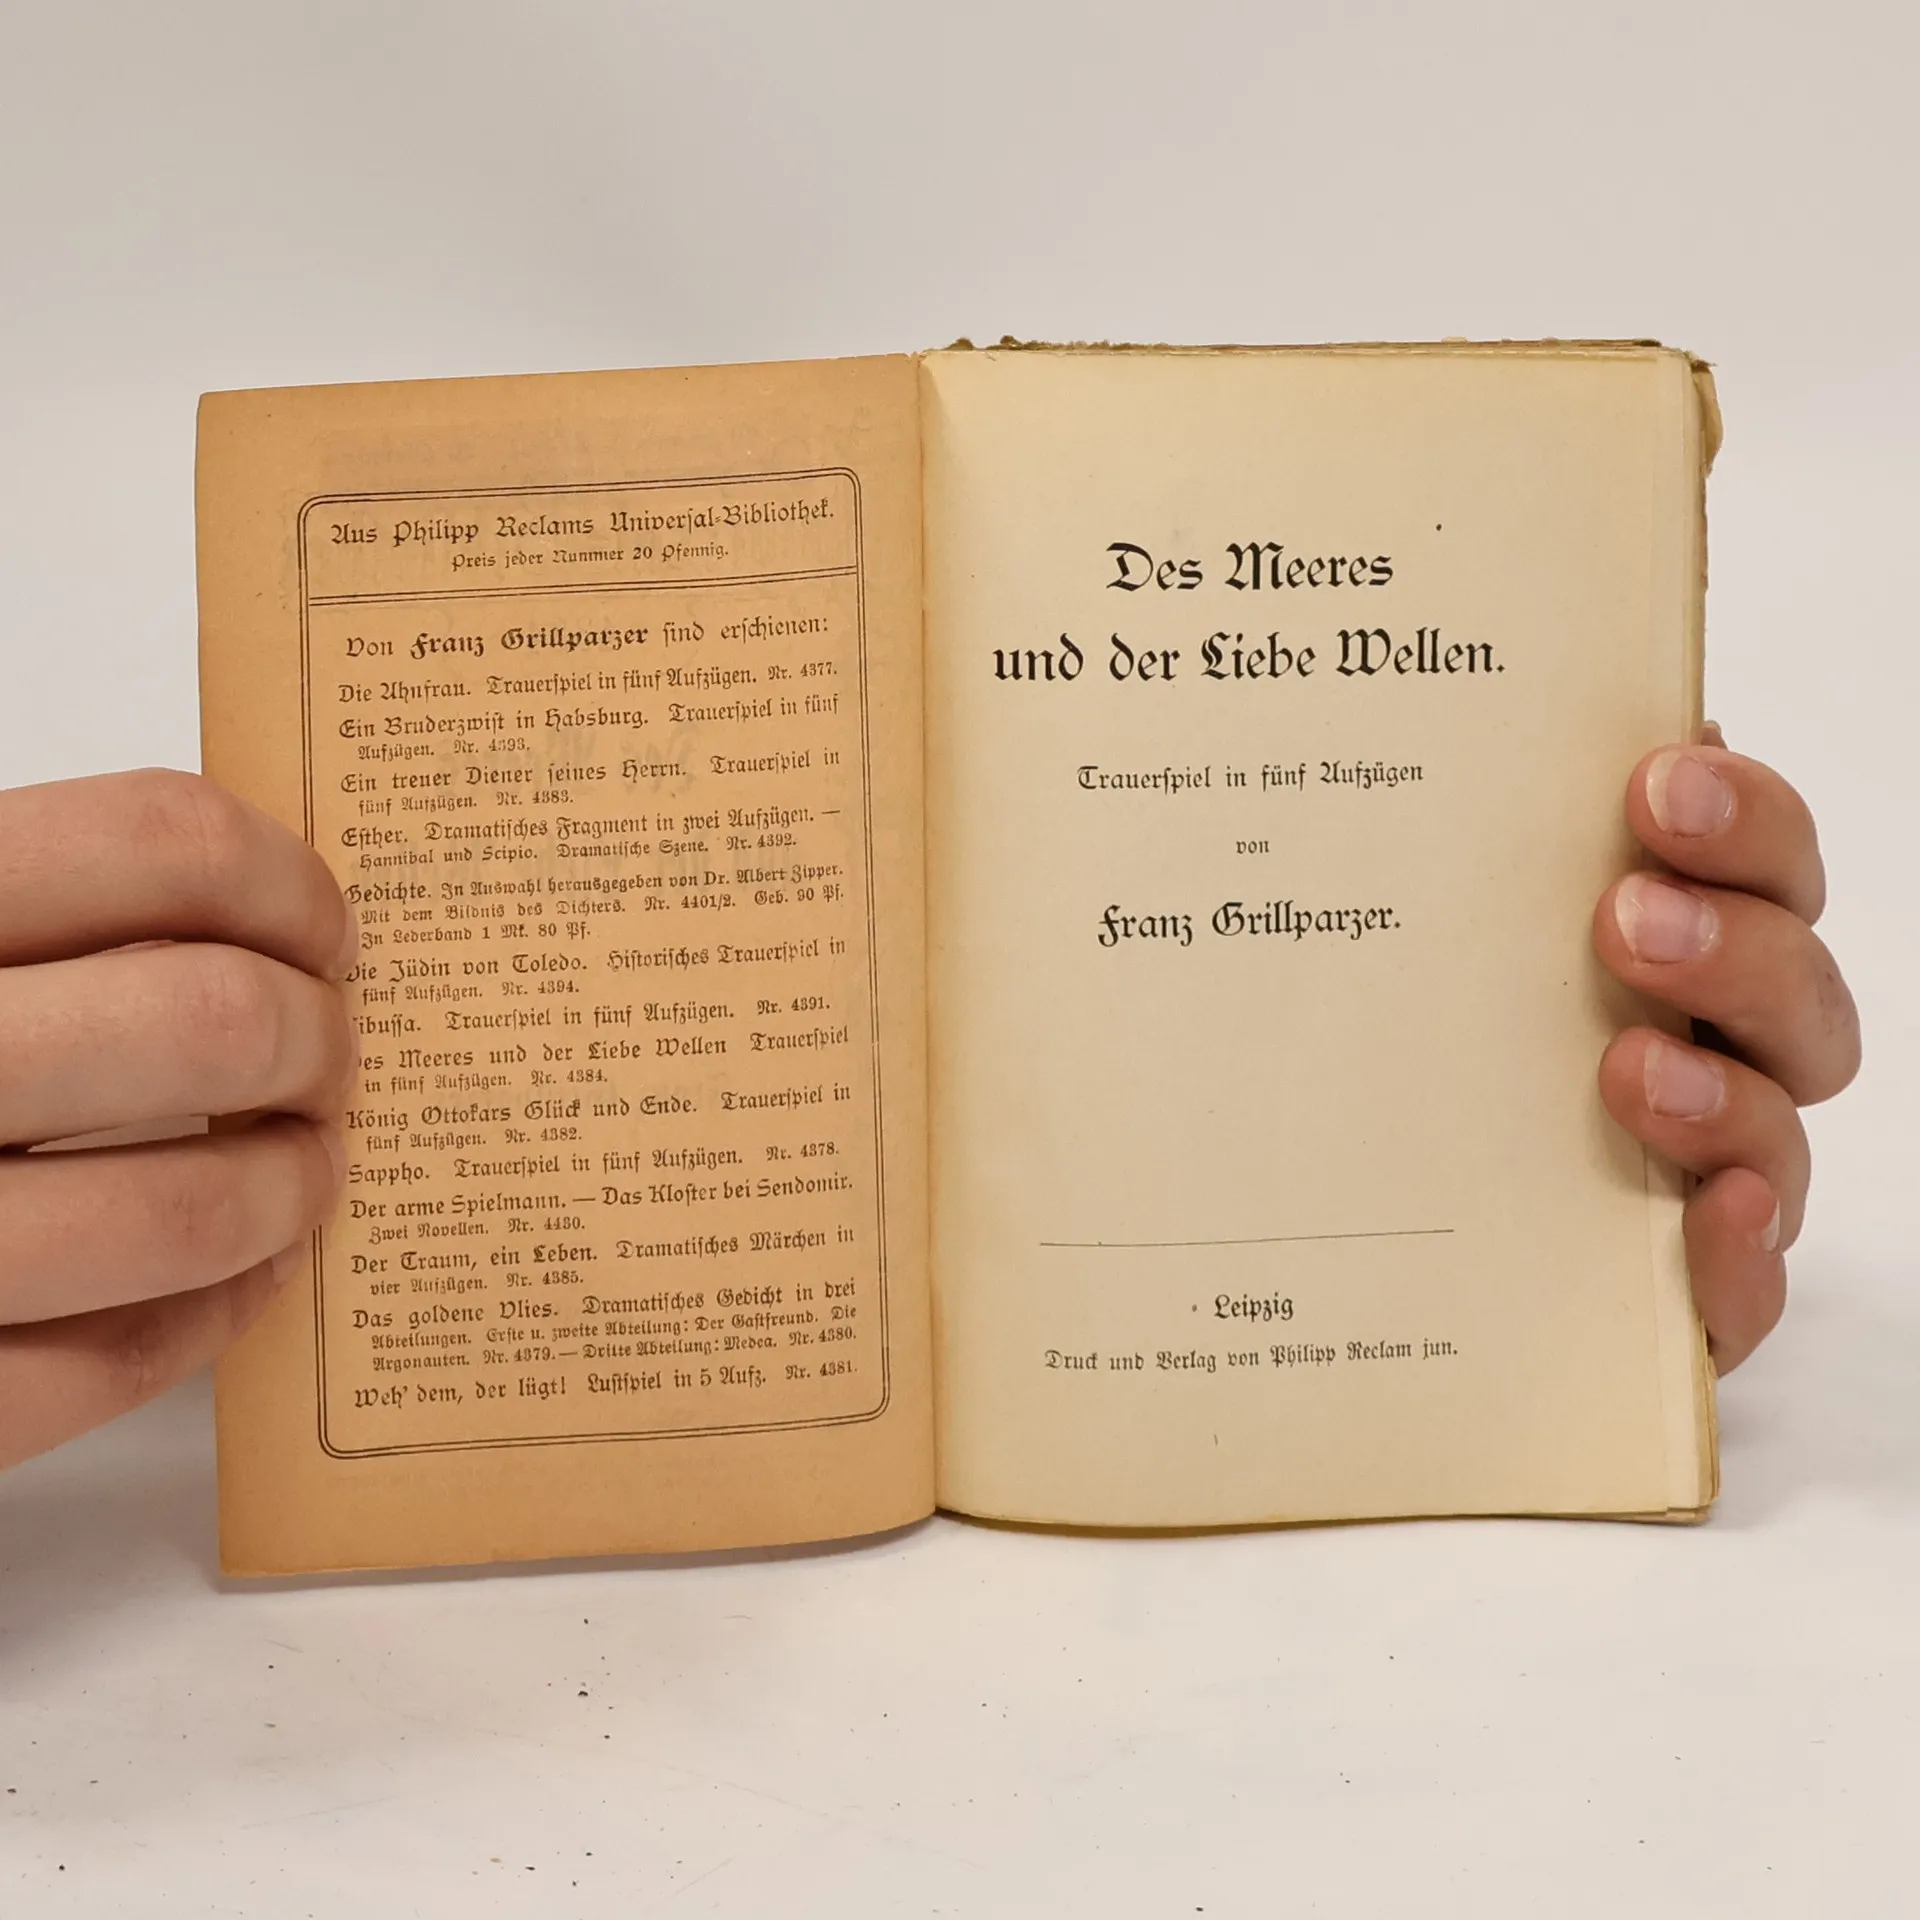 Aus Philipp Reclams Universal-Bibliothek.
Preis jeder Nummer 20 Pfennig.
Von Franz Grillparzer sind erschienen:
Die Ahnfrau. Trauerspiel in fünf Aufzügen. Nr. 4377.
Ein Bruderzwist in Habsburg. Trauerspiel in fünf
Aufzügen. Nr. 4393.
Ein treuer Diener seines Herrn. Trauerspiel in
fünf Aufzügen. Nr. 4383.
Esther. Dramatisches Fragment in zwei Aufzügen. —
Hannibal und Scipio. Dramatische Szene. Nr. 4392.
Gedichte. In Auswahl herausgegeben von Dr. Albert Zipper.
Mit dem Bildnis des Dichters. Nr. 4401/2. Geb. 90 Pf.
In Lederband 1 Mk. 80 Pf.
Die Jüdin von Toledo. Historisches Trauerspiel in
fünf Aufzügen. Nr. 4394.
ibussa. Trauerspiel in fünf Aufzügen. Nr. 4391.
es Meeres und der Liebe Wellen Trauerspiel
in fünf Aufzügen. Nr. 4384.
König Ottokars Glück und Ende. Trauerspiel in
fünf Aufzügen. Nr. 4382.
Sappho. Trauerspiel in fünf Aufzügen. Nr. 4378.
Der arme Spielmann. — Das Kloster bei Sendomir.
Zwei Novellen. Nr. 4430.
Der Traum, ein Leben. Dramatisches Märchen in
vier Aufzügen. Nr. 4385.
Das goldene Vlies. Dramatisches Gedicht in drei
Abteilungen. Erste u. zweite Abteilung: Der Gastfreund. Die
Argonauten. Nr. 4379. — Dritte Abteilung: Medea. Nr. 4380.
Weh' dem, der lügt! Lustspiel in 5 Aufz. Nr. 4381.
Des Meeres
und der Liebe Wellen.
Trauerspiel in fünf Aufzügen
von
Franz Grillparzer.
Leipzig
Druck und Verlag von Philipp Reclam jun.